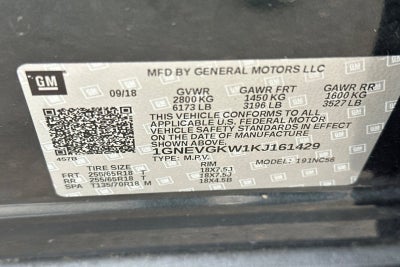 GM
MFD BY GENERAL MOTORS LLC
09/18 GVWR GAWR FRT GAWR RR
2800 KG 1450 KG 1600 KG
6173 LB 3196 LB 3527 LB
THIS VEHICLE CONFORMS TO ALL
APPLICABLE U.S. FEDERAL MOTOR
VEHICLE SAFETY STANDARDS IN EFFECT
ON THE DATE OF MANUFACTURE
SHOWN ABOVE.
1GNEVGKW1KJ161429
457B TYPE: M.P.V. MODEL: 191NC56
TIRE SIZE RIM
FRT 255/65R18 T 18X7.5J
RR 255/65R18 T 18X7.5J
SPA T135/70R18 M 18X4.5B